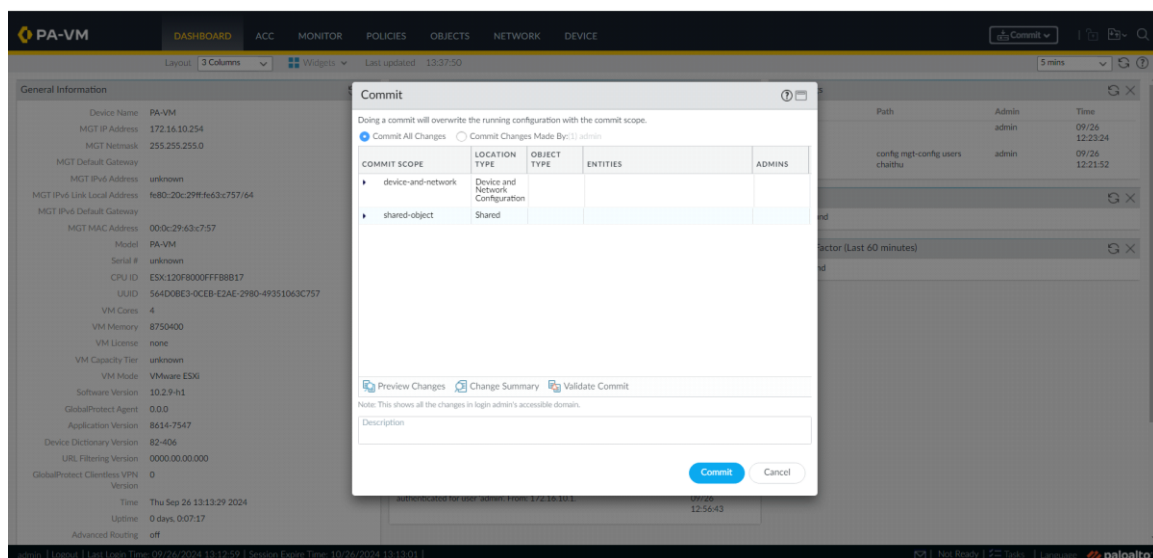 PA-VM
DASHBOARD ACC MONITOR POLICIES OBJECTS NETWORK DEVICE
Commit
Layout 3 Columns Widgets Last updated 13:37:50 5 mins
General Information
Device Name PA-VM
MGT IP Address 172.16.10.254
MGT Netmask 255.255.255.0
MGT Default Gateway
MGT IPv6 Address unknown
MGT IPv6 Link Local Address fe80::20c:29ff:fe63:c757/64
MGT IPv6 Default Gateway
MGT MAC Address 00:0c:29:63:c7:57
Model PA-VM
Serial # unknown
CPU ID ESX:120F8000FFFB8B17
UUID 564D0BE3-0CEB-E2AE-2980-49351063C757
VM Cores 4
VM Memory 8750400
VM License none
VM Capacity Tier unknown
VM Mode VMware ESXi
Software Version 10.2.9-h1
GlobalProtect Agent 0.0.0
Application Version 8614-7547
Device Dictionary Version 82-406
URL Filtering Version 0000.00.00.000
GlobalProtect Clientless VPN 0
Version
Time Thu Sep 26 13:13:29 2024
Uptime 0 days, 0:07:17
Advanced Routing off
Commit
Doing a commit will overwrite the running configuration with the commit scope.
Commit All Changes Commit Changes Made By:(1) admin
COMMIT SCOPE LOCATION TYPE OBJECT TYPE ENTITIES ADMINS
device-and-network Device and Network Configuration
shared-object Shared
Preview Changes Change Summary Validate Commit
Note: This shows all the changes in login admin's accessible domain.
Description
Commit Cancel
Path Admin Time
admin 09/26
12:23:24
config mgt-config users admin 09/26
chaithu 12:21:52
Factor (Last 60 minutes)
authenticated for user 'admin'. From: 172.16.10.1. 09/26
12:56:43
admin | Logout | Last Login Time: 09/26/2024 13:12:59 | Session Expire Time: 10/26/2024 13:13:01 |
Not Ready | Tasks | Language paloalto